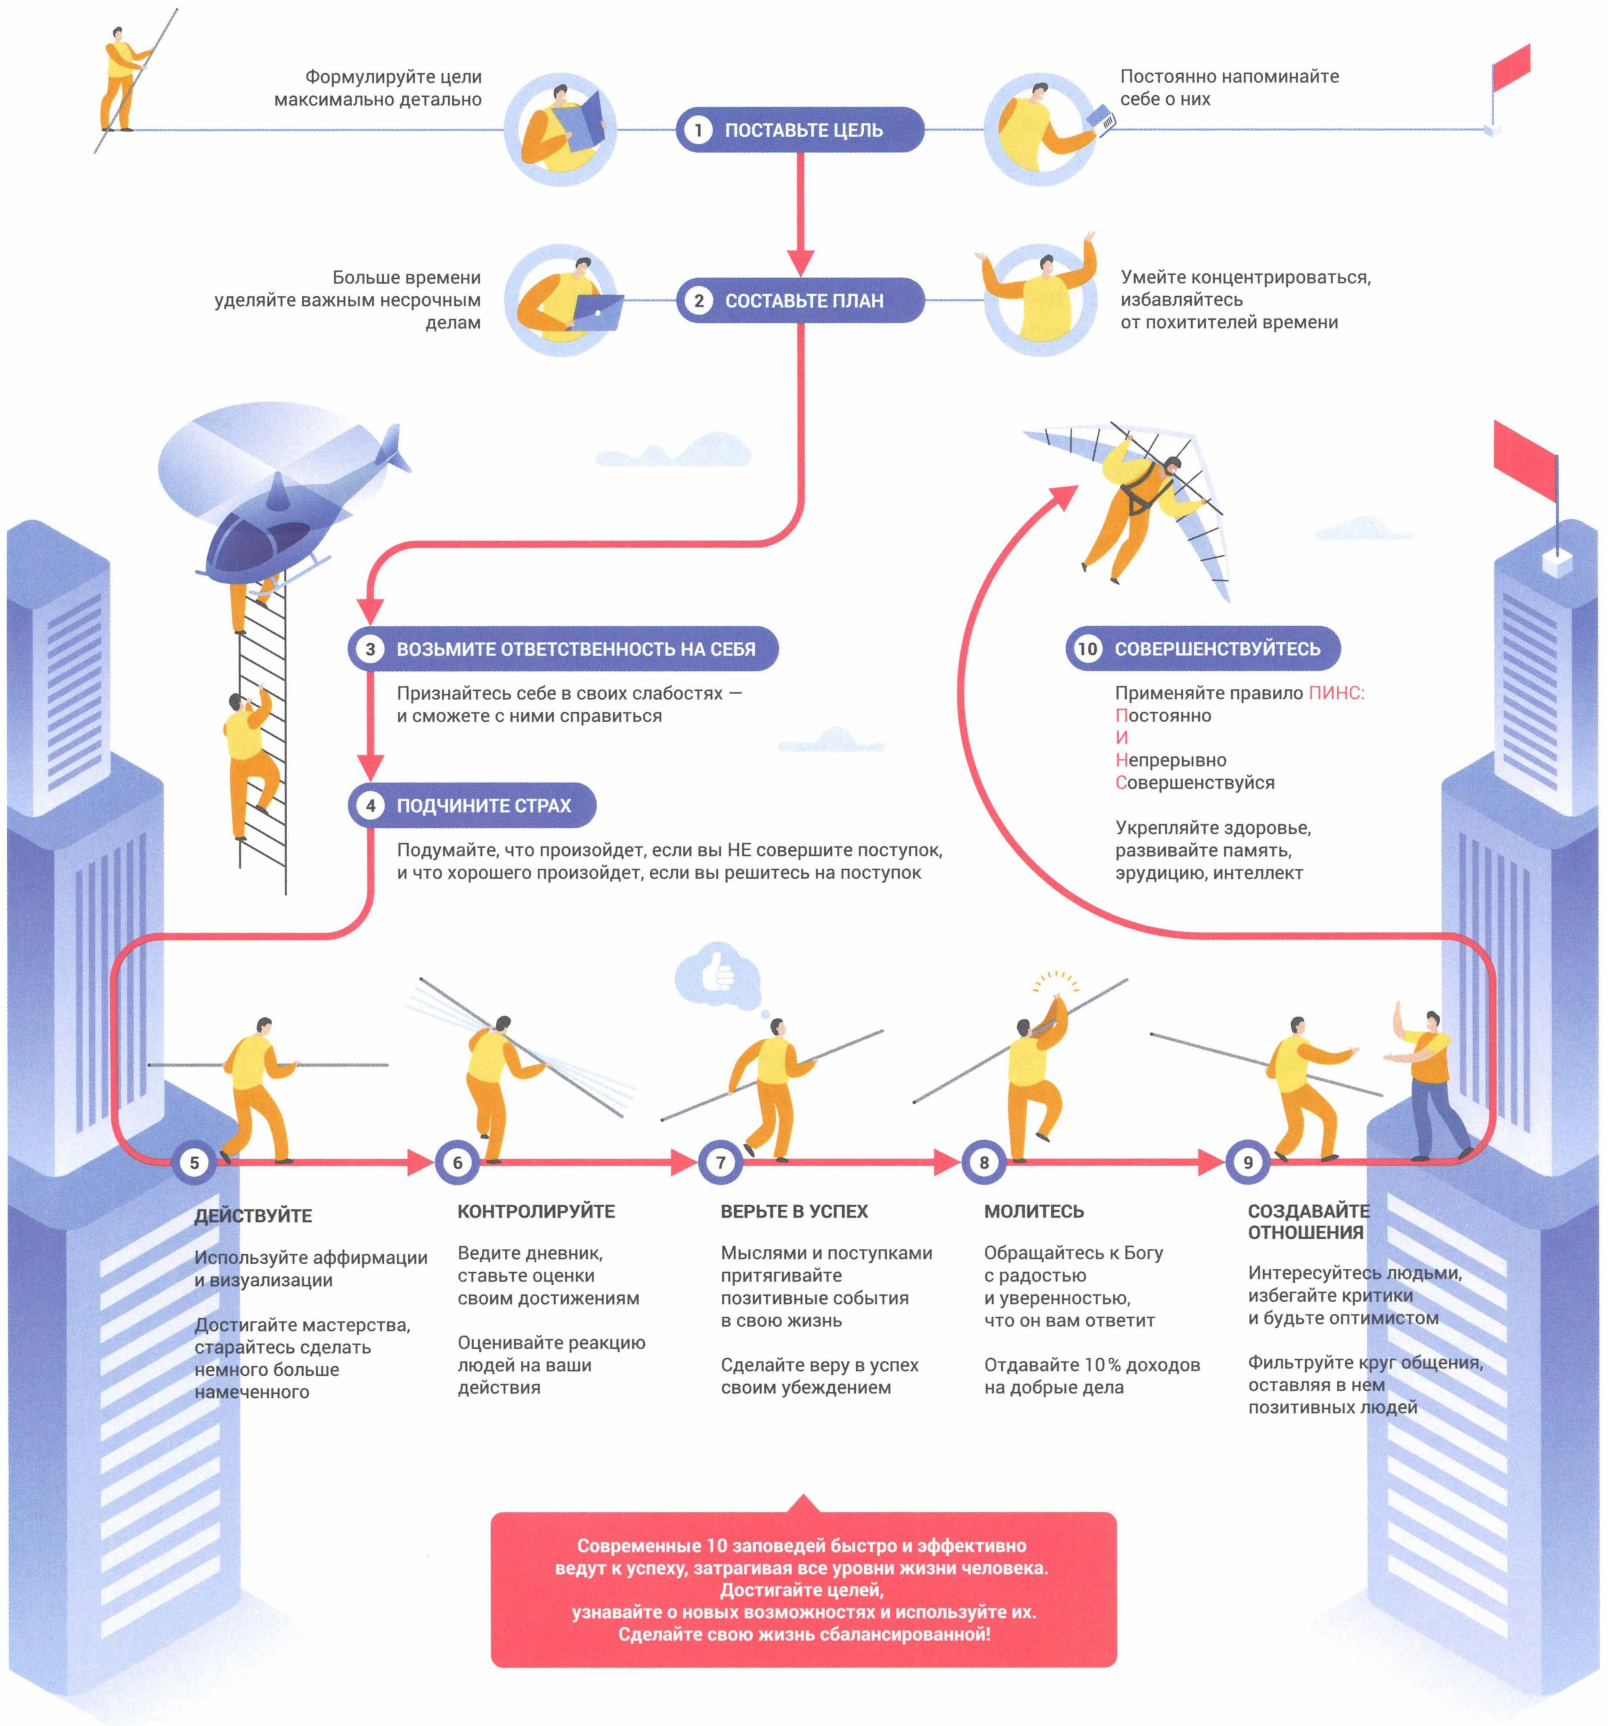 Формулируйте цели
максимально детально
1 ПОСТАВЬТЕ ЦЕЛЬ
Постоянно напоминайте
себе о них
Больше времени
уделяйте важным несрочным
делам
2 СОСТАВЬТЕ ПЛАН
Умейте концентрироваться,
избавляйтесь
от похитителей времени
3 ВОЗЬМИТЕ ОТВЕТСТВЕННОСТЬ НА СЕБЯ
Признайтесь себе в своих слабостях —
и сможете с ними справиться
4 ПОДЧИНИТЕ СТРАХ
Подумайте, что произойдет, если вы НЕ совершите поступок,
и что хорошего произойдет, если вы решитесь на поступок
10 СОВЕРШЕНСТВУЙТЕСЬ
Применяйте правило ПИНС:
Постоянно
И
Непрерывно
Совершенствуйся
Укрепляйте здоровье,
развивайте память,
эрудицию, интеллект
5
ДЕЙСТВУЙТЕ
Используйте аффирмации
и визуализации
Достигайте мастерства,
старайтесь сделать
немного больше
намеченного
6
КОНТРОЛИРУЙТЕ
Ведите дневник,
ставьте оценки
своим достижениям
Оценивайте реакцию
людей на ваши
действия
7
ВЕРЬТЕ В УСПЕХ
Мыслями и поступками
притягивайте
позитивные события
в свою жизнь
Сделайте веру в успех
своим убеждением
8
МОЛИТЕСЬ
Обращайтесь к Богу
с радостью
и уверенностью,
что он вам ответит
Отдавайте 10% доходов
на добрые дела
9
СОЗДАВАЙТЕ
ОТНОШЕНИЯ
Интересуйтесь людьми,
избегайте критики
и будьте оптимистом
Фильтруйте круг общения,
оставляя в нем
позитивных людей
Современные 10 заповедей быстро и эффективно
ведут к успеху, затрагивая все уровни жизни человека.
Достигайте целей,
узнавайте о новых возможностях и используйте их.
Сделайте свою жизнь сбалансированной!